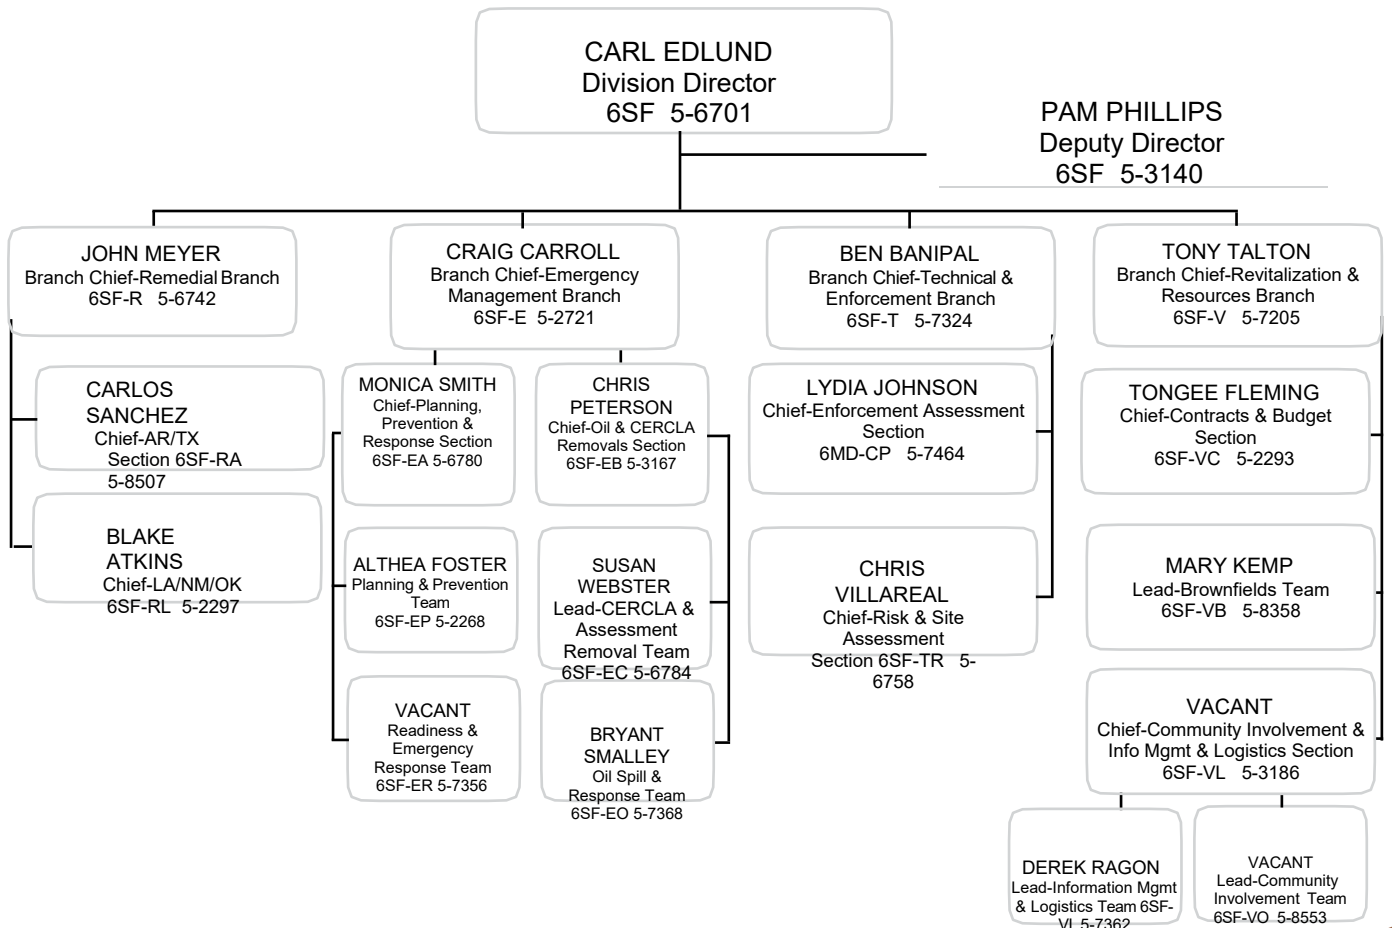 CARL EDLUND
Division Director
6SF 5-6701
PAM PHILLIPS
Deputy Director
6SF 5-3140
JOHN MEYER
Branch Chief-Remedial Branch
6SF-R 5-6742
CRAIG CARROLL
Branch Chief-Emergency
Management Branch
6SF-E 5-2721
BEN BANIPAL
Branch Chief-Technical &
Enforcement Branch
6SF-T 5-7324
TONY TALTON
Branch Chief-Revitalization &
Resources Branch
6SF-V 5-7205
CARLOS
SANCHEZ
Chief-AR/TX
Section 6SF-RA
5-8507
MONICA SMITH
Chief-Planning,
Prevention &
Response Section
6SF-EA 5-6780
CHRIS
PETERSON
Chief-Oil & CERCLA
Removals Section
6SF-EB 5-3167
LYDIA JOHNSON
Chief-Enforcement Assessment
Section
6MD-CP 5-7464
TONGEE FLEMING
Chief-Contracts & Budget
Section
6SF-VC 5-2293
BLAKE
ATKINS
Chief-LA/NM/OK
6SF-RL 5-2297
ALTHEA FOSTER
Planning & Prevention
Team
6SF-EP 5-2268
SUSAN
WEBSTER
Lead-CERCLA &
Assessment
Removal Team
6SF-EC 5-6784
CHRIS
VILLAREAL
Chief-Risk & Site
Assessment
Section 6SF-TR 5-
6758
MARY KEMP
Lead-Brownfields Team
6SF-VB 5-8358
VACANT
Readiness &
Emergency
Response Team
6SF-ER 5-7356
BRYANT
SMALLEY
Oil Spill &
Response Team
6SF-EO 5-7368
VACANT
Chief-Community Involvement &
Info Mgmt & Logistics Section
6SF-VL 5-3186
DEREK RAGON
Lead-Information Mgmt
& Logistics Team 6SF-
VI 5-7362
VACANT
Lead-Community
Involvement Team
6SF-VO 5-8553